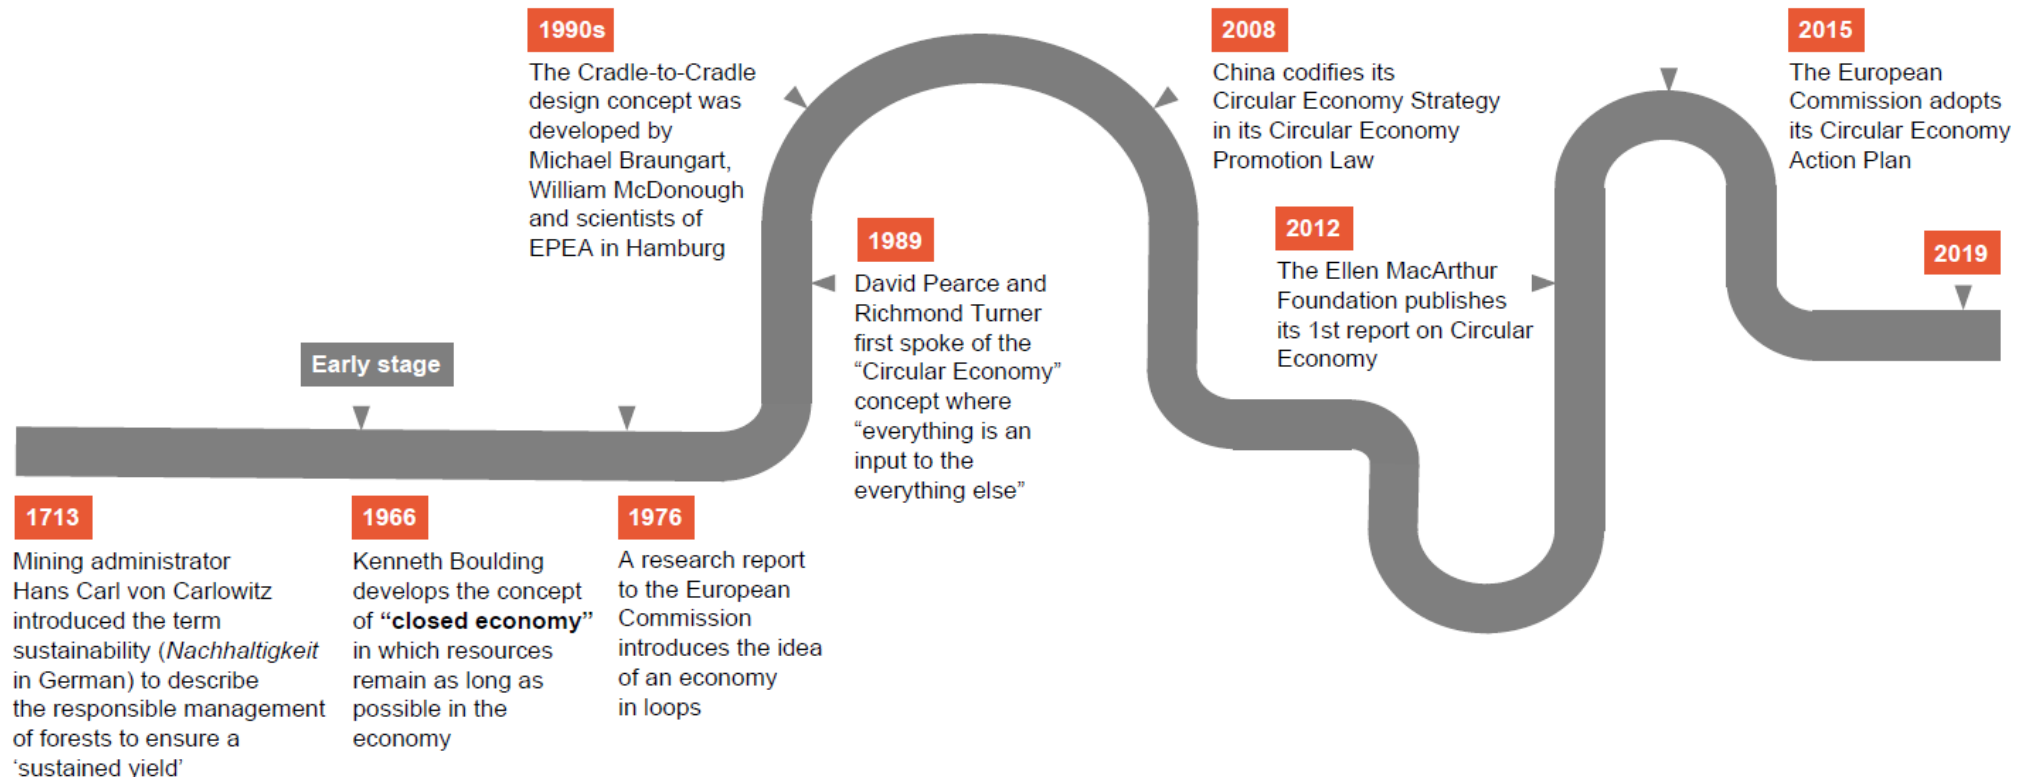 1990s
The Cradle-to-Cradle
design concept was
developed by
Michael Braungart,
William McDonough
and scientists of
EPEA in Hamburg
2008
China codifies its
Circular Economy Strategy
in its Circular Economy
Promotion Law
2015
The European
Commission adopts
its Circular Economy
Action Plan
1989
David Pearce and
Richmond Turner
first spoke of the
“Circular Economy”
concept where
“everything is an
input to the
everything else”
2012
The Ellen MacArthur
Foundation publishes
its 1st report on Circular
Economy
2019
Early stage
1713
Mining administrator
Hans Carl von Carlowitz
introduced the term
sustainability (Nachhaltigkeit
in German) to describe
the responsible management
of forests to ensure a
‘sustained yield’
1966
Kenneth Boulding
develops the concept
of “closed economy”
in which resources
remain as long as
possible in the
economy
1976
A research report
to the European
Commission
introduces the idea
of an economy
in loops